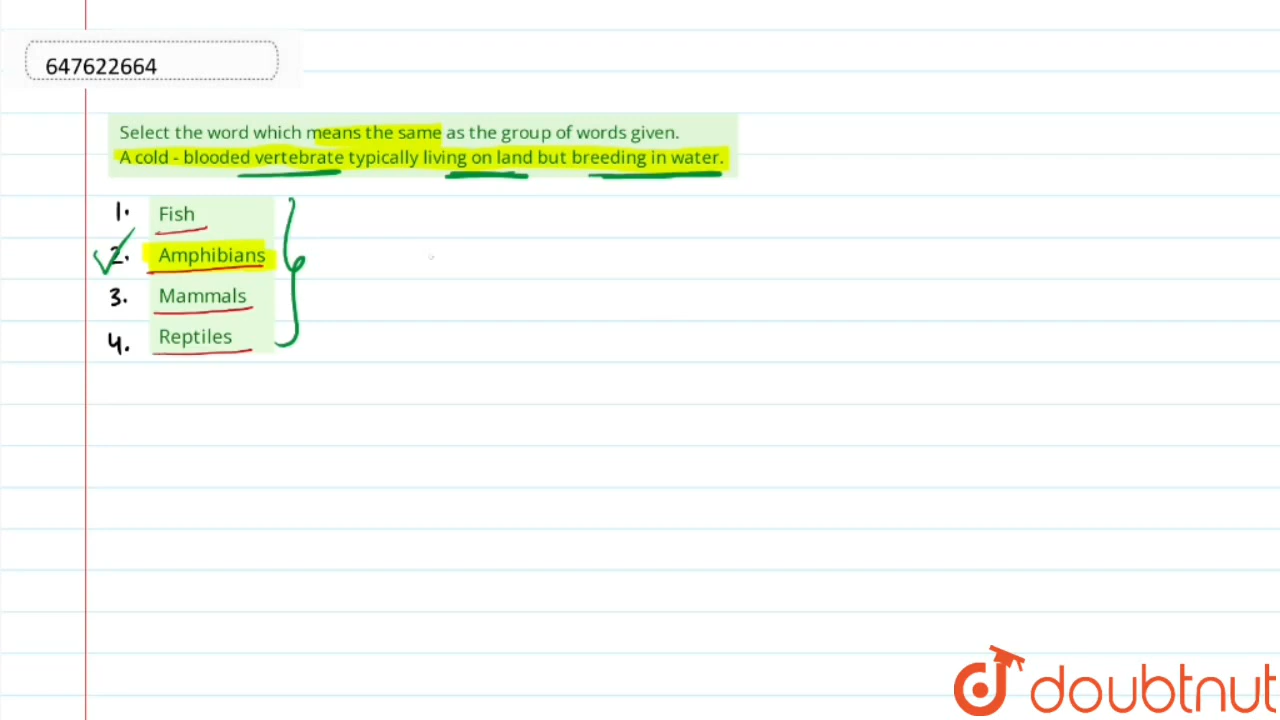 647622664
Select the word which means the same as the group of words given.
A cold - blooded vertebrate typically living on land but breeding in water.
1. Fish
2. Amphibians
3. Mammals
4. Reptiles
doubtnut